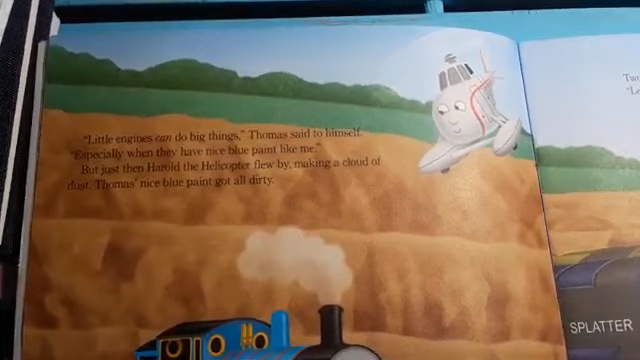 “Little engines can do big things,” Thomas said to himself.
“Especially when they have nice blue paint like me.”
But just then Harold the Helicopter flew by, making a cloud of
dust. Thomas’ nice blue paint got all dirty.
SPLATTER